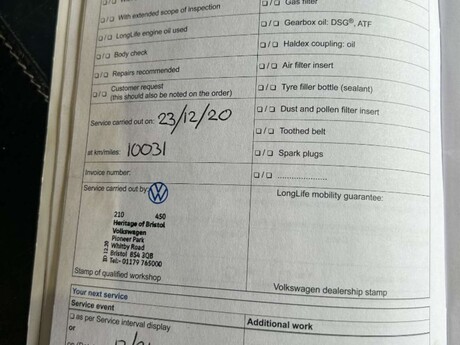 ❏/❏ With extended scope of inspection
❏/❏ LongLife engine oil used
❏/❏ Body check
❏/❏ Repairs recommended
❏/❏ Customer request
(this should also be noted on the order)
Service carried out on: 23/12/20
at km/miles: 10031
Invoice number:
Service carried out by:
210 450
Heritage of Bristol
Volkswagen
Pioneer Park
Whitby Road
Bristol BS4 3QB
Tel:- 01179 765000
Stamp of qualified workshop
❏/❏ Gas filter
❏/❏ Gearbox oil: DSG®, ATF
❏/❏ Haldex coupling: oil
❏/❏ Air filter insert
❏/❏ Tyre filler bottle (sealant)
❏/❏ Dust and pollen filter insert
❏/❏ Toothed belt
❏/❏ Spark plugs
❏/❏ ......................
LongLife mobility guarantee:
Volkswagen dealership stamp
Your next service
Service event
❏ as per Service interval display
or
Additional work